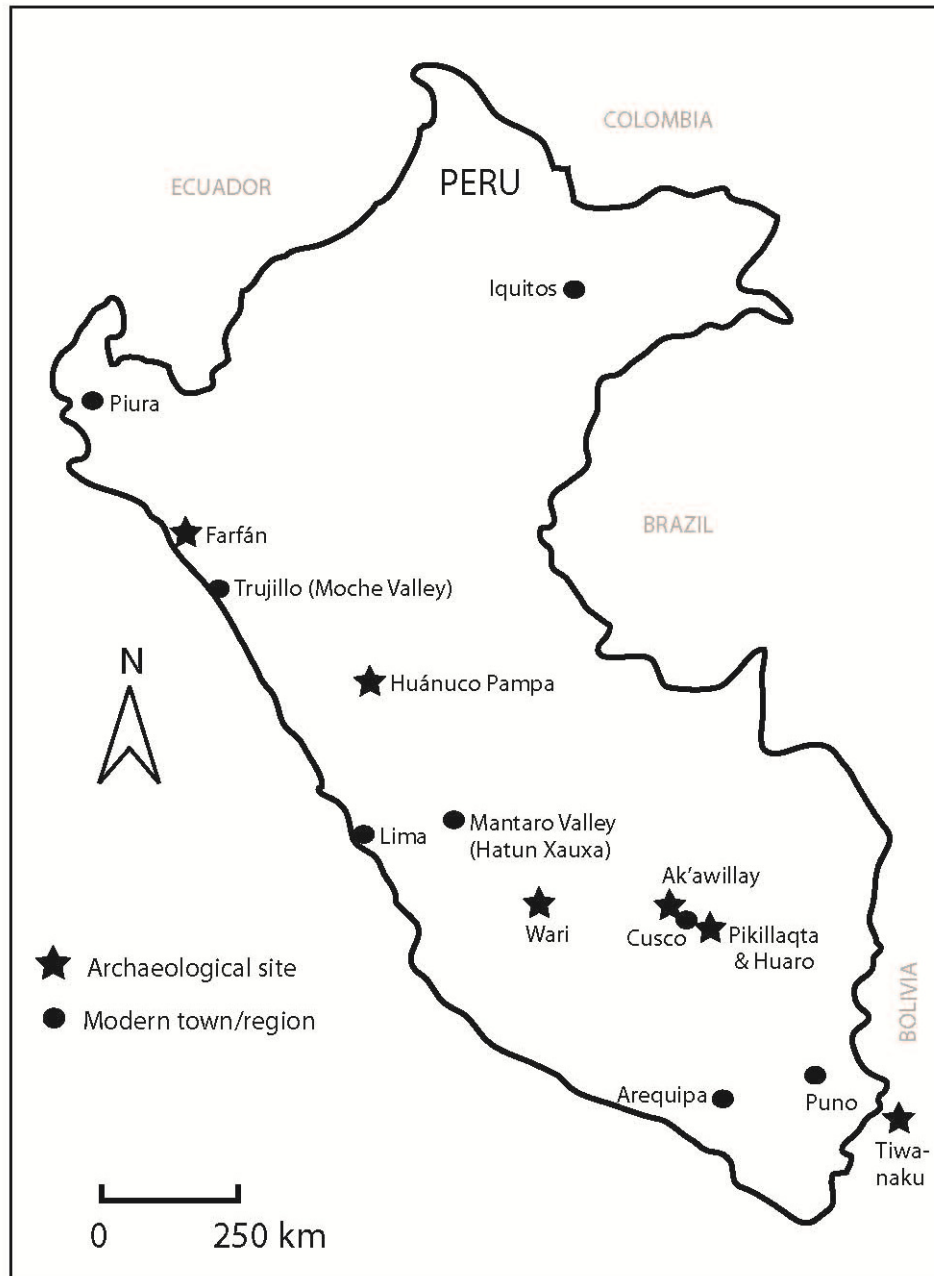 COLOMBIA
ECUADOR
PERU
Iquitos
Piura
BRAZIL
Farfán
Trujillo (Moche Valley)
N
Huánuco Pampa
Mantaro Valley
(Hatun Xauxa)
Lima
Ak'awillay
Wari
Cusco
Pikillaqta
& Huaro
Archaeological site
Modern town/region
BOLIVIA
Arequipa
Puno
Tiwa-
naku
0 250 km